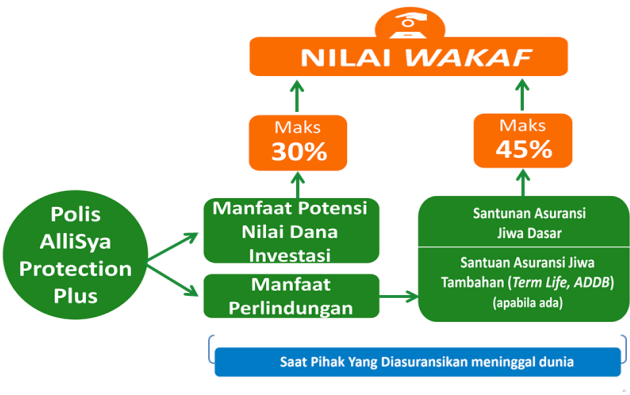 NILAI WAKAF
Maks
30%
Maks
45%
Polis
AlliSya
Protection
Plus
Manfaat Potensi
Nilai Dana
Investasi
Manfaat
Perlindungan
Santunan Asuransi
Jiwa Dasar
Santuan Asuransi Jiwa
Tambahan (Term Life, ADDB)
(apabila ada)
Saat Pihak Yang Diasuransikan meninggal dunia